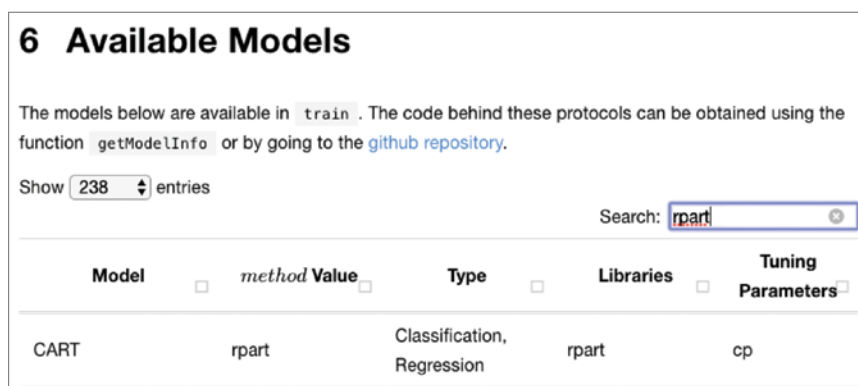 6 Available Models
The models below are available in train . The code behind these protocols can be obtained using the
function getModelInfo or by going to the github repository.
Show 238 entries
Search: rpart
Model method Value Type Libraries Tuning Parameters
CART rpart Classification, Regression rpart cp